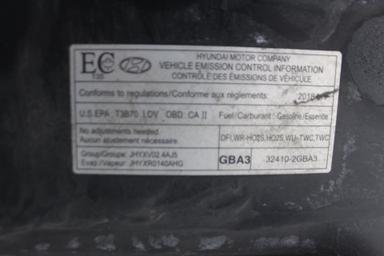 EC
HYUNDAI MOTOR COMPANY
VEHICLE EMISSION CONTROL INFORMATION
CONTRÔLE DES ÉMISSIONS DE VÉHICULE
Conforms to regulations/Conforme aux règlements: 2018
U.S.EPA T3B70 LDV OBD: CA II Fuel/Carburant: Gasoline/Essence
No adjustments needed.
Aucun ajustement nécessaire.
DFI,WR-HO2S,HO2S,WU-TWC,TWC
Group/Groupe: JHYXV02.4AJ5
Evap/Vapeur: JHYXR0140AHG
GBA3 32410-2GBA3